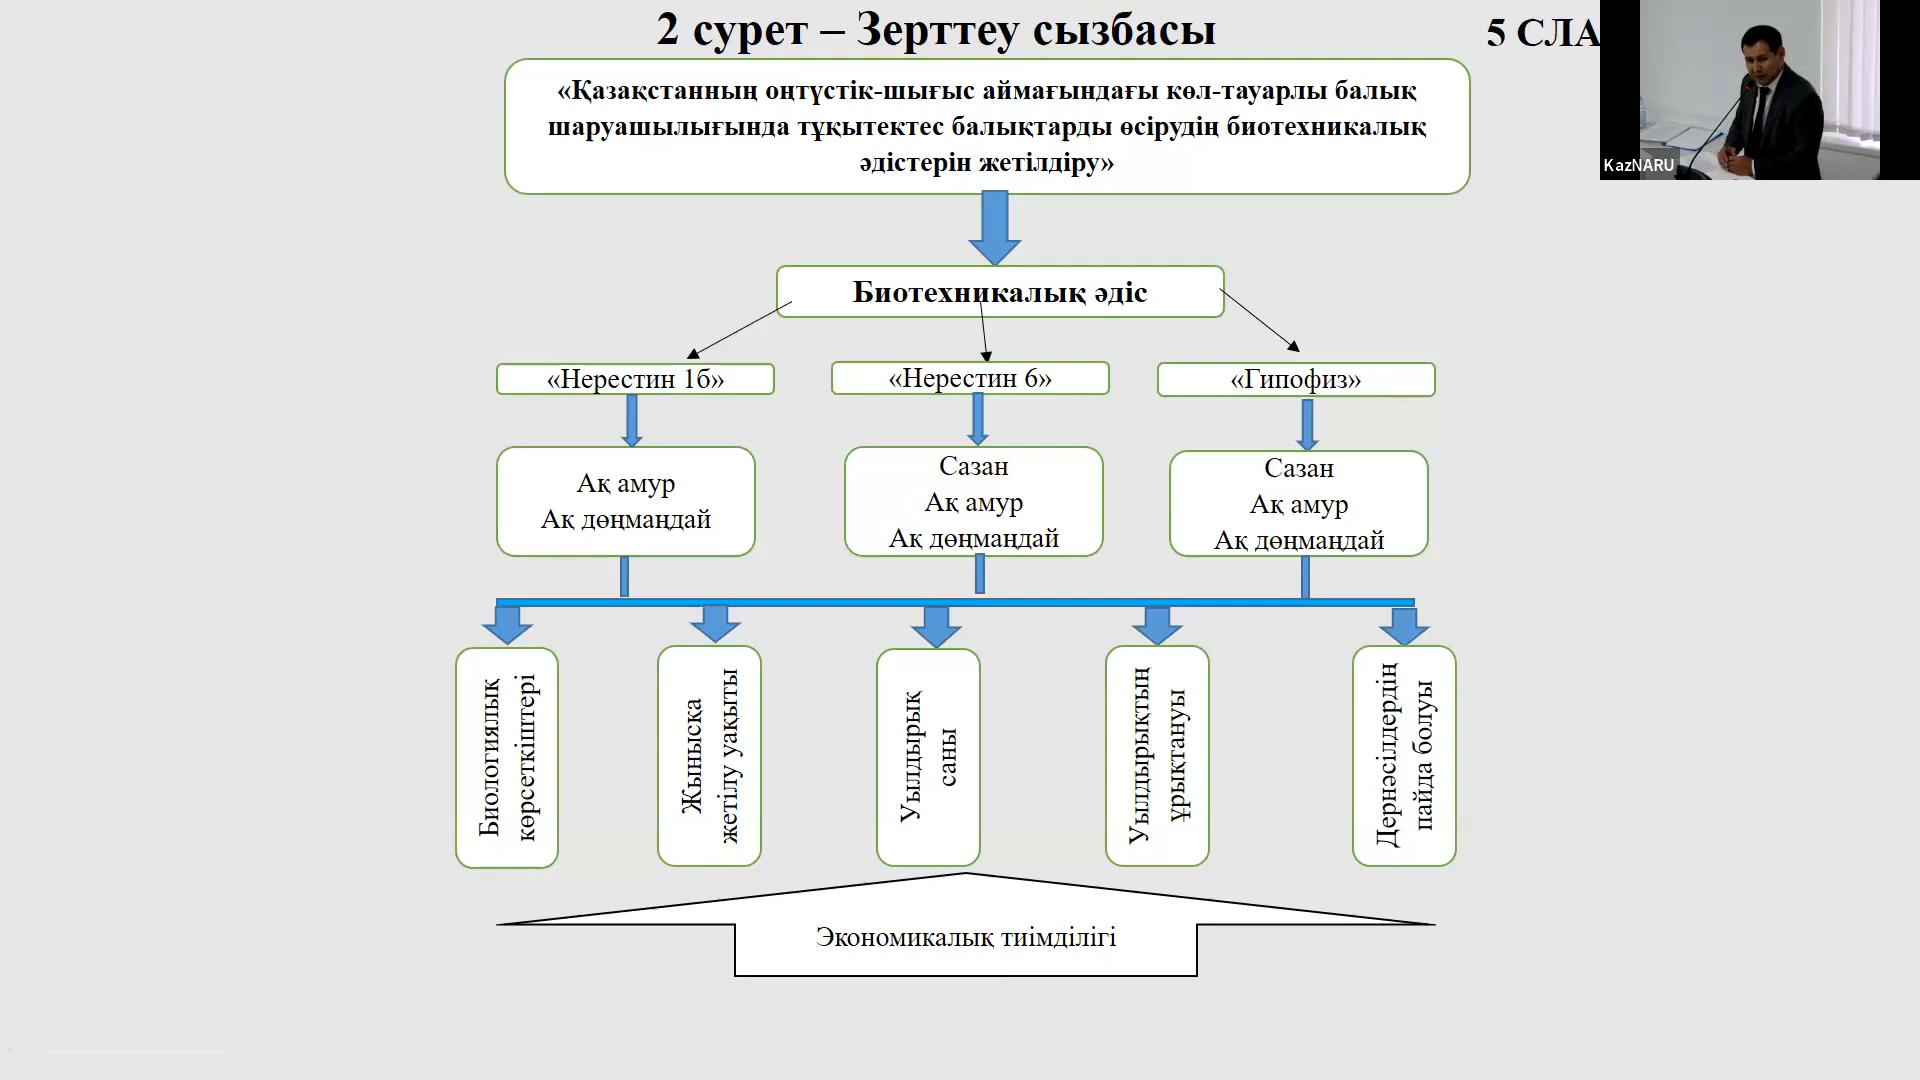 2 сурет – Зерттеу сызбасы
5 СЛА
«Қазақстанның оңтүстік-шығыс аймағындағы көл-тауарлы балық
шаруашылығында тұқытектес балықтарды өсірудің биотехникалық
әдістерін жетілдіру»
KazNARU
Биотехникалық әдіс
«Нерестин 1б»
«Нерестин 6»
«Гипофиз»
Ақ амур
Ақ дөңмаңдай
Сазан
Ақ амур
Ақ дөңмаңдай
Сазан
Ақ амур
Ақ дөңмаңдай
Биологиялық
көрсеткіштері
Жынысқа
жетілу уақыты
Уылдырық
саны
Уылдырықтың
ұрықтануы
Дернәсілдердің
пайда болуы
Экономикалық тиімділігі